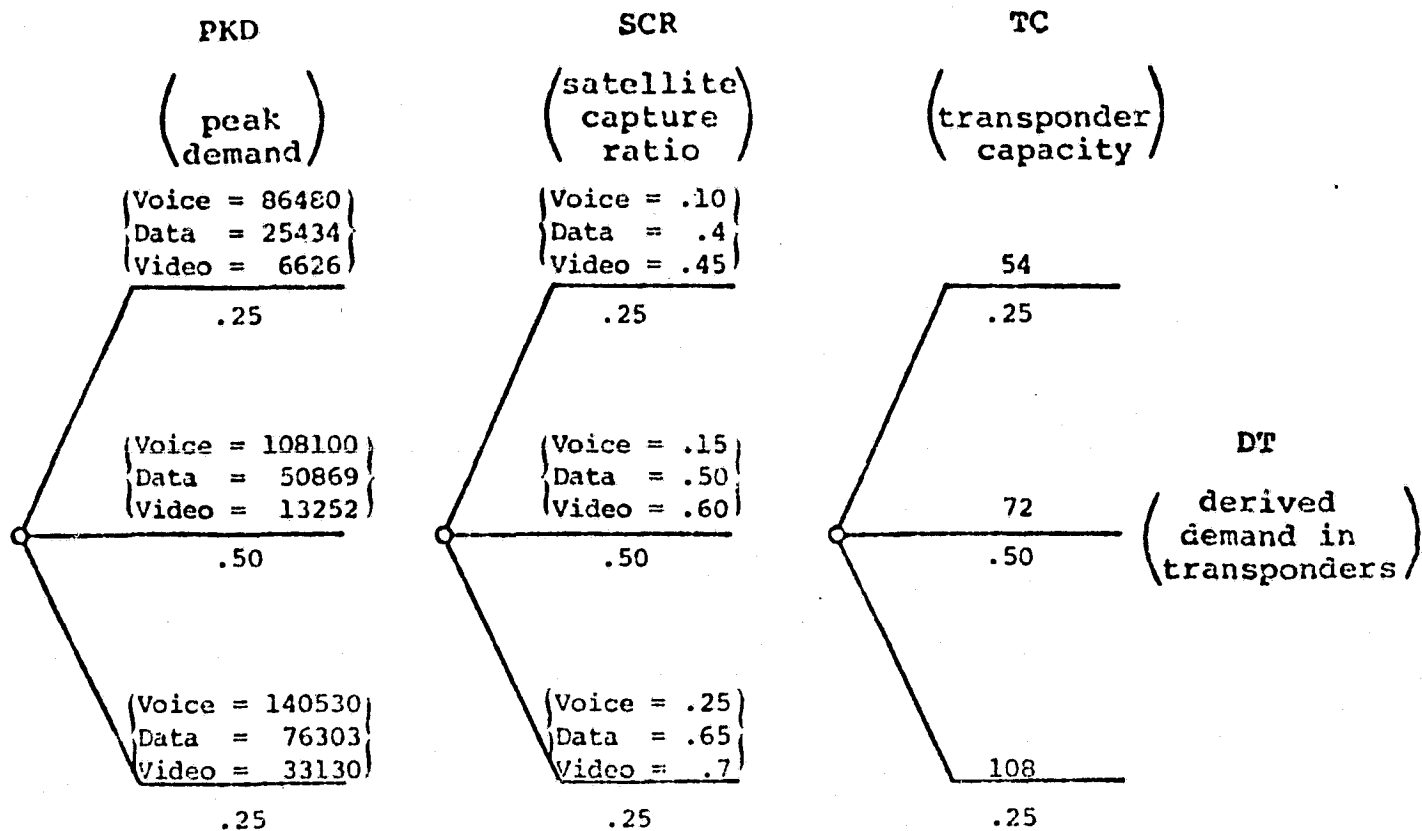 PKD
SCR
TC
(peak
demand)
(satellite
capture
ratio)
(transponder
capacity)
{Voice = 86480}
{Data = 25434}
{Video = 6626}
.25
{Voice = .10}
{Data = .4}
{Video = .45}
.25
54
.25
{Voice = 108100}
{Data = 50869}
{Video = 13252}
.50
{Voice = .15}
{Data = .50}
{Video = .60}
.50
72
.50
DT
(derived
demand in
transponders)
{Voice = 140530}
{Data = 76303}
{Video = 33130}
.25
{Voice = .25}
{Data = .65}
{Video = .7}
.25
108
.25